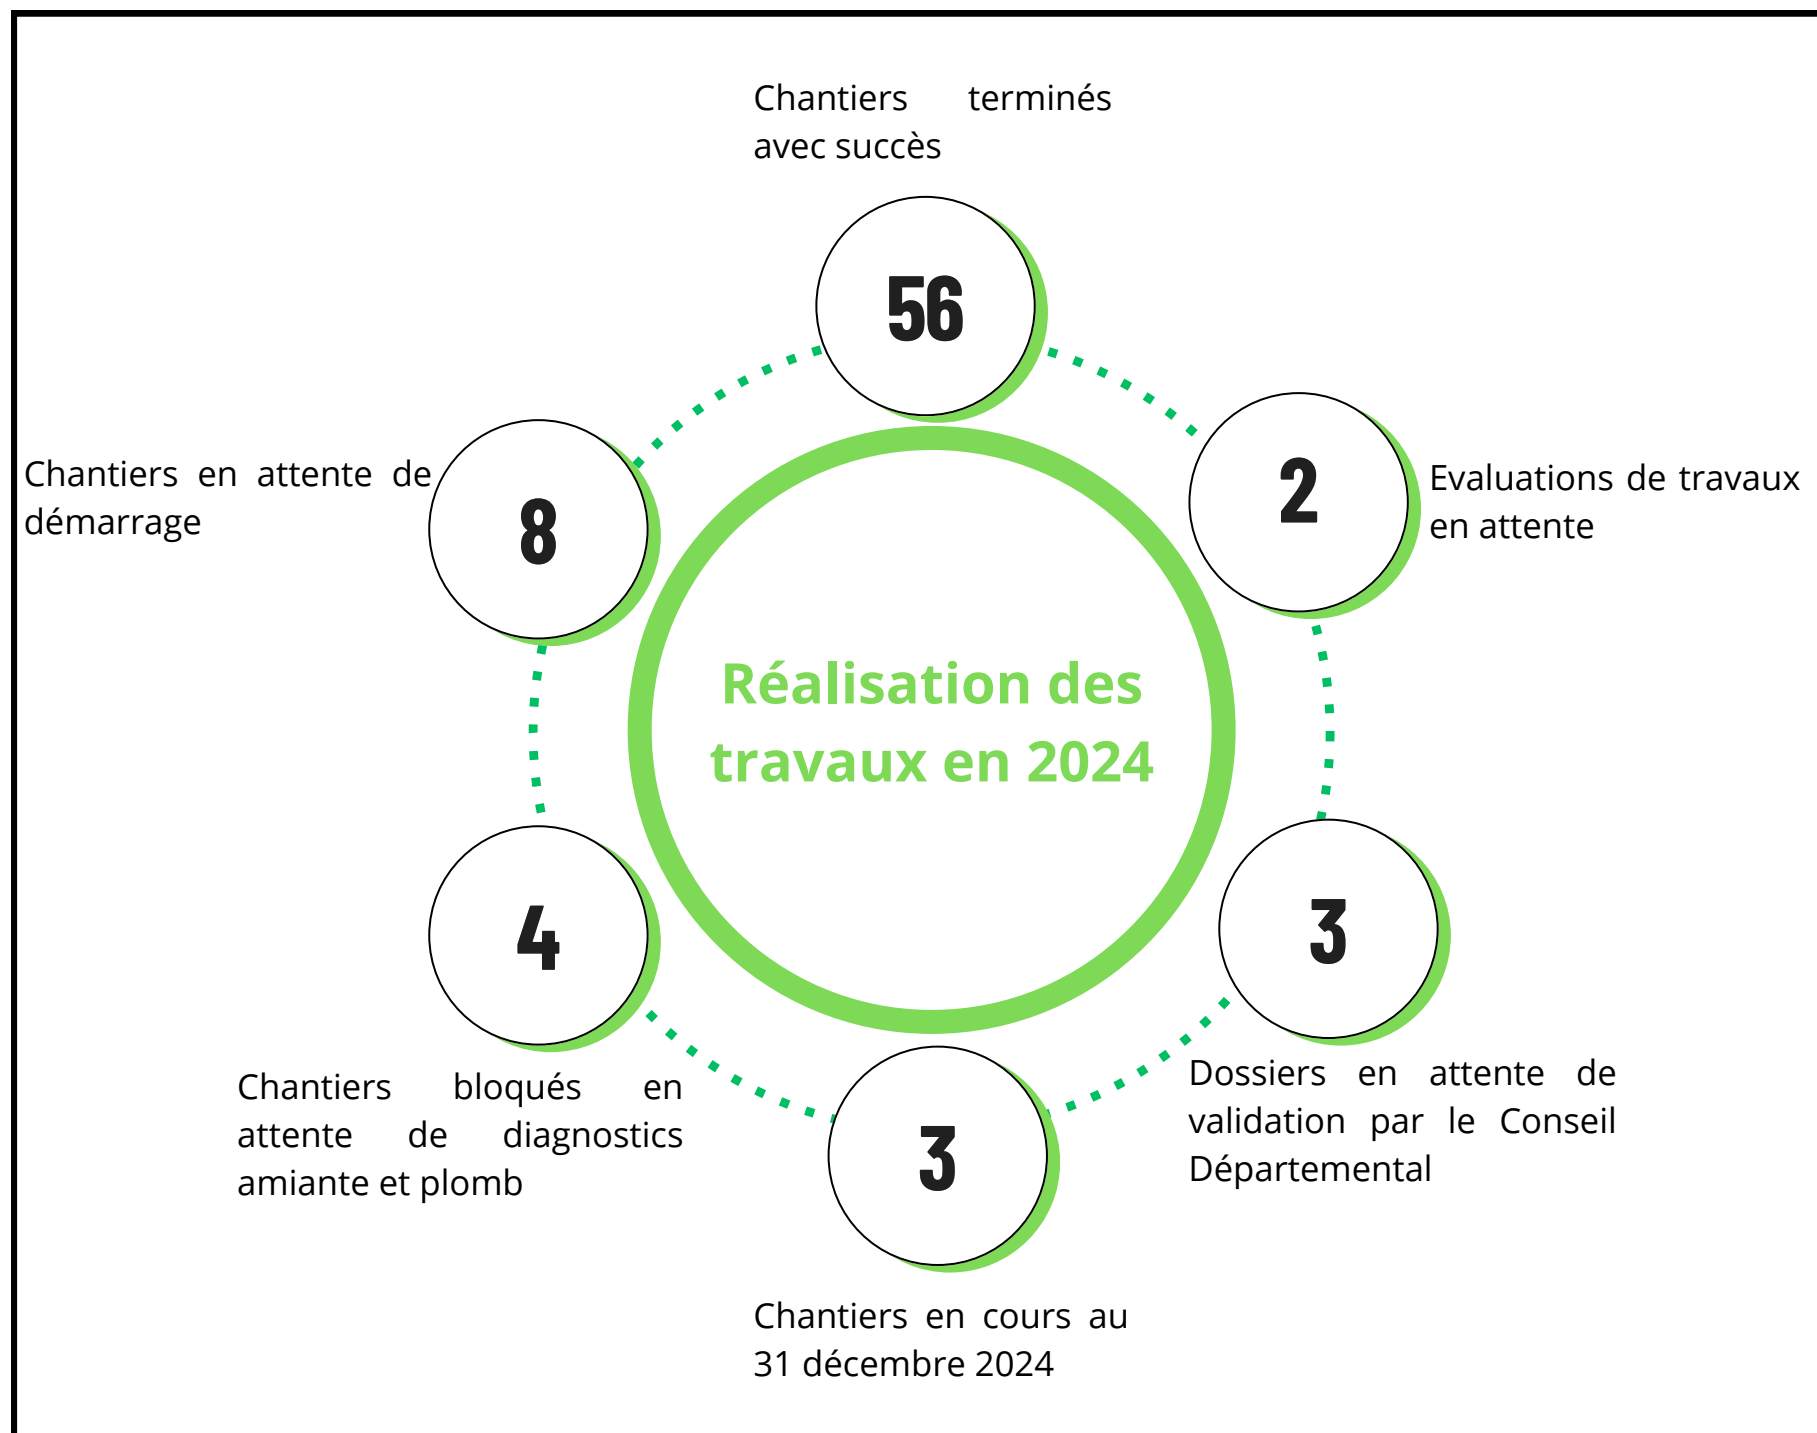 Chantiers terminés
avec succès
56
2
Evaluations de travaux
en attente
3
Dossiers en attente de
validation par le Conseil
Départemental
3
Chantiers en cours au
31 décembre 2024
4
Chantiers bloqués en
attente de diagnostics
amiante et plomb
8
Chantiers en attente de
démarrage
Réalisation des
travaux en 2024